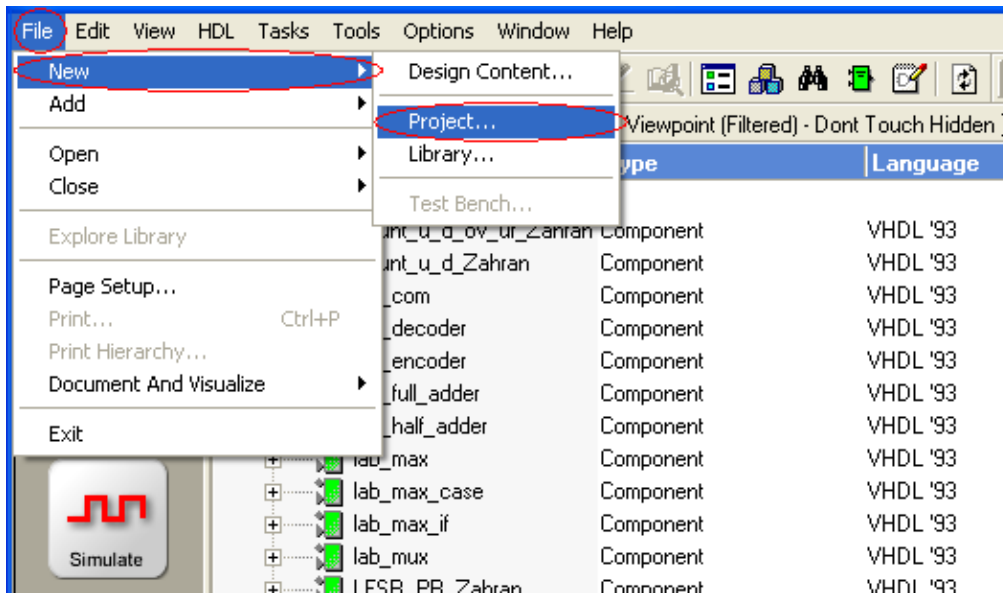 File Edit View HDL Tasks Tools Options Window Help
New
Add
Open
Close
Explore Library
Page Setup...
Print... Ctrl+P
Print Hierarchy...
Document And Visualize
Exit
Design Content...
Project...
Library...
Test Bench...
Viewpoint (Filtered) - Dont Touch Hidden
ype Language
unt_u_d_ov_ur_Zahran Component VHDL '93
unt_u_d_Zahran Component VHDL '93
_com Component VHDL '93
_decoder Component VHDL '93
_encoder Component VHDL '93
_full_adder Component VHDL '93
_half_adder Component VHDL '93
lab_max Component VHDL '93
lab_max_case Component VHDL '93
lab_max_if Component VHDL '93
lab_mux Component VHDL '93
LFSR_PB_Zahran Component VHDL '93
Simulate